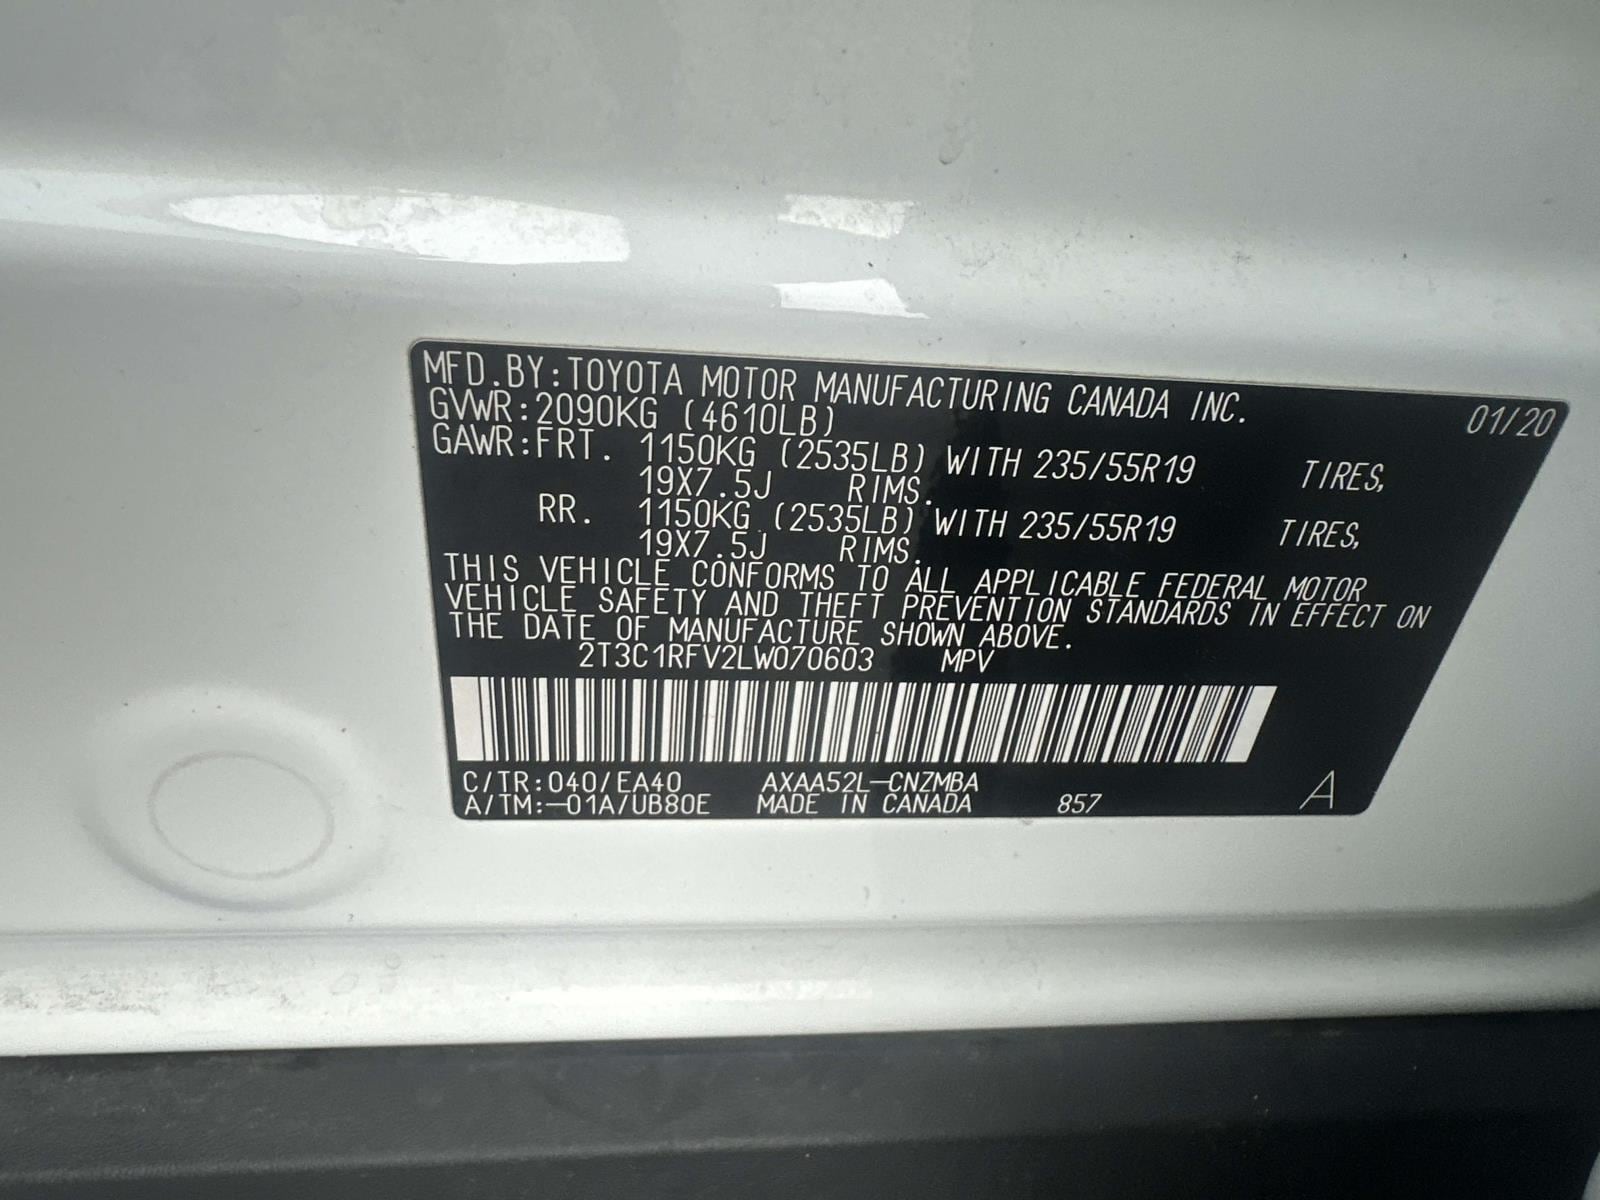 MFD.BY:TOYOTA MOTOR MANUFACTURING CANADA INC. 01/20
GVWR:2090KG (4610LB)
GAWR:FRT. 1150KG (2535LB) WITH 235/55R19 TIRES,
19X7.5J RIMS.
RR. 1150KG (2535LB) WITH 235/55R19 TIRES,
19X7.5J RIMS.
THIS VEHICLE CONFORMS TO ALL APPLICABLE FEDERAL MOTOR
VEHICLE SAFETY AND THEFT PREVENTION STANDARDS IN EFFECT ON
THE DATE OF MANUFACTURE SHOWN ABOVE.
2T3C1RFV2LW070603 MPV
C/TR:040/EA40 AXAA52L-CNZMBA
A/TM:-01A/UB80E MADE IN CANADA 857 A